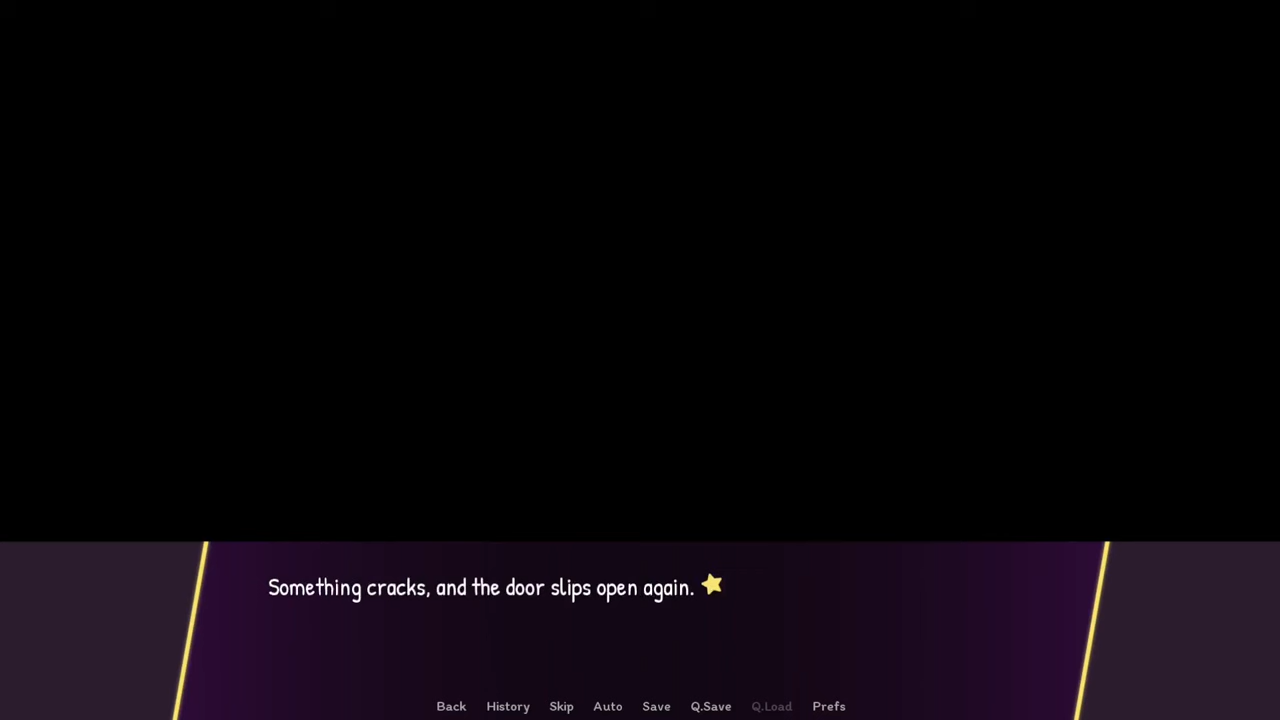 Something cracks, and the door slips open again.
Back History Skip Auto Save Q.Save Q.Load Prefs